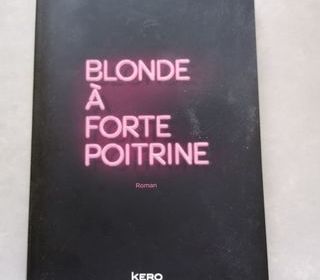 BLONDE
À
FORTE
POITRINE
Roman
KERO